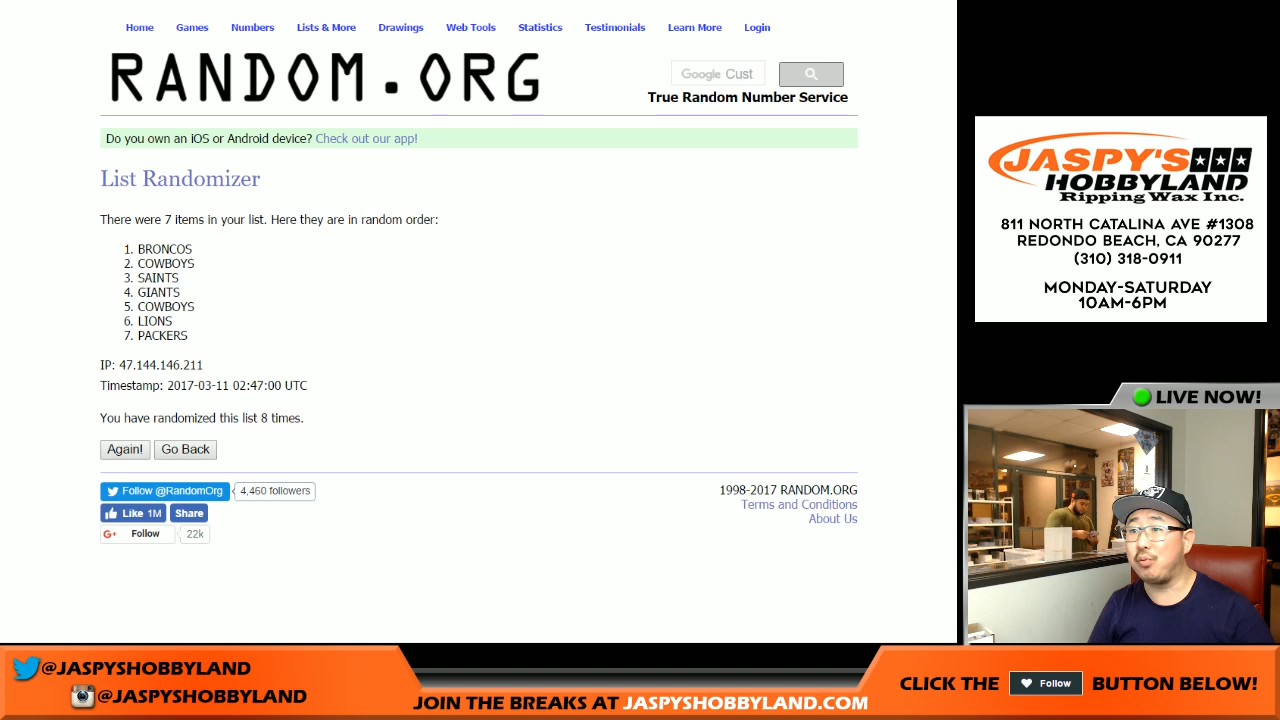 Home Games Numbers Lists & More Drawings Web Tools Statistics Testimonials Learn More Login
RANDOM.ORG
Google Cust
True Random Number Service
Do you own an iOS or Android device? Check out our app!
List Randomizer
There were 7 items in your list. Here they are in random order:
1. BRONCOS
2. COWBOYS
3. SAINTS
4. GIANTS
5. COWBOYS
6. LIONS
7. PACKERS
IP: 47.144.146.211
Timestamp: 2017-03-11 02:47:00 UTC
You have randomized this list 8 times.
Again! Go Back
Follow @RandomOrg 4,460 followers
Like 1M Share
G+ Follow 22k
1998-2017 RANDOM.ORG
Terms and Conditions
About Us
JASPY'S
HOBBYLAND
Ripping Wax Inc.
811 NORTH CATALINA AVE #1308
REDONDO BEACH, CA 90277
(310) 318-0911
MONDAY-SATURDAY
10AM-6PM
LIVE NOW!
@JASPYSHOBBYLAND
@JASPYSHOBBYLAND
JOIN THE BREAKS AT JASPYSHOBBYLAND.COM
CLICK THE Follow BUTTON BELOW!